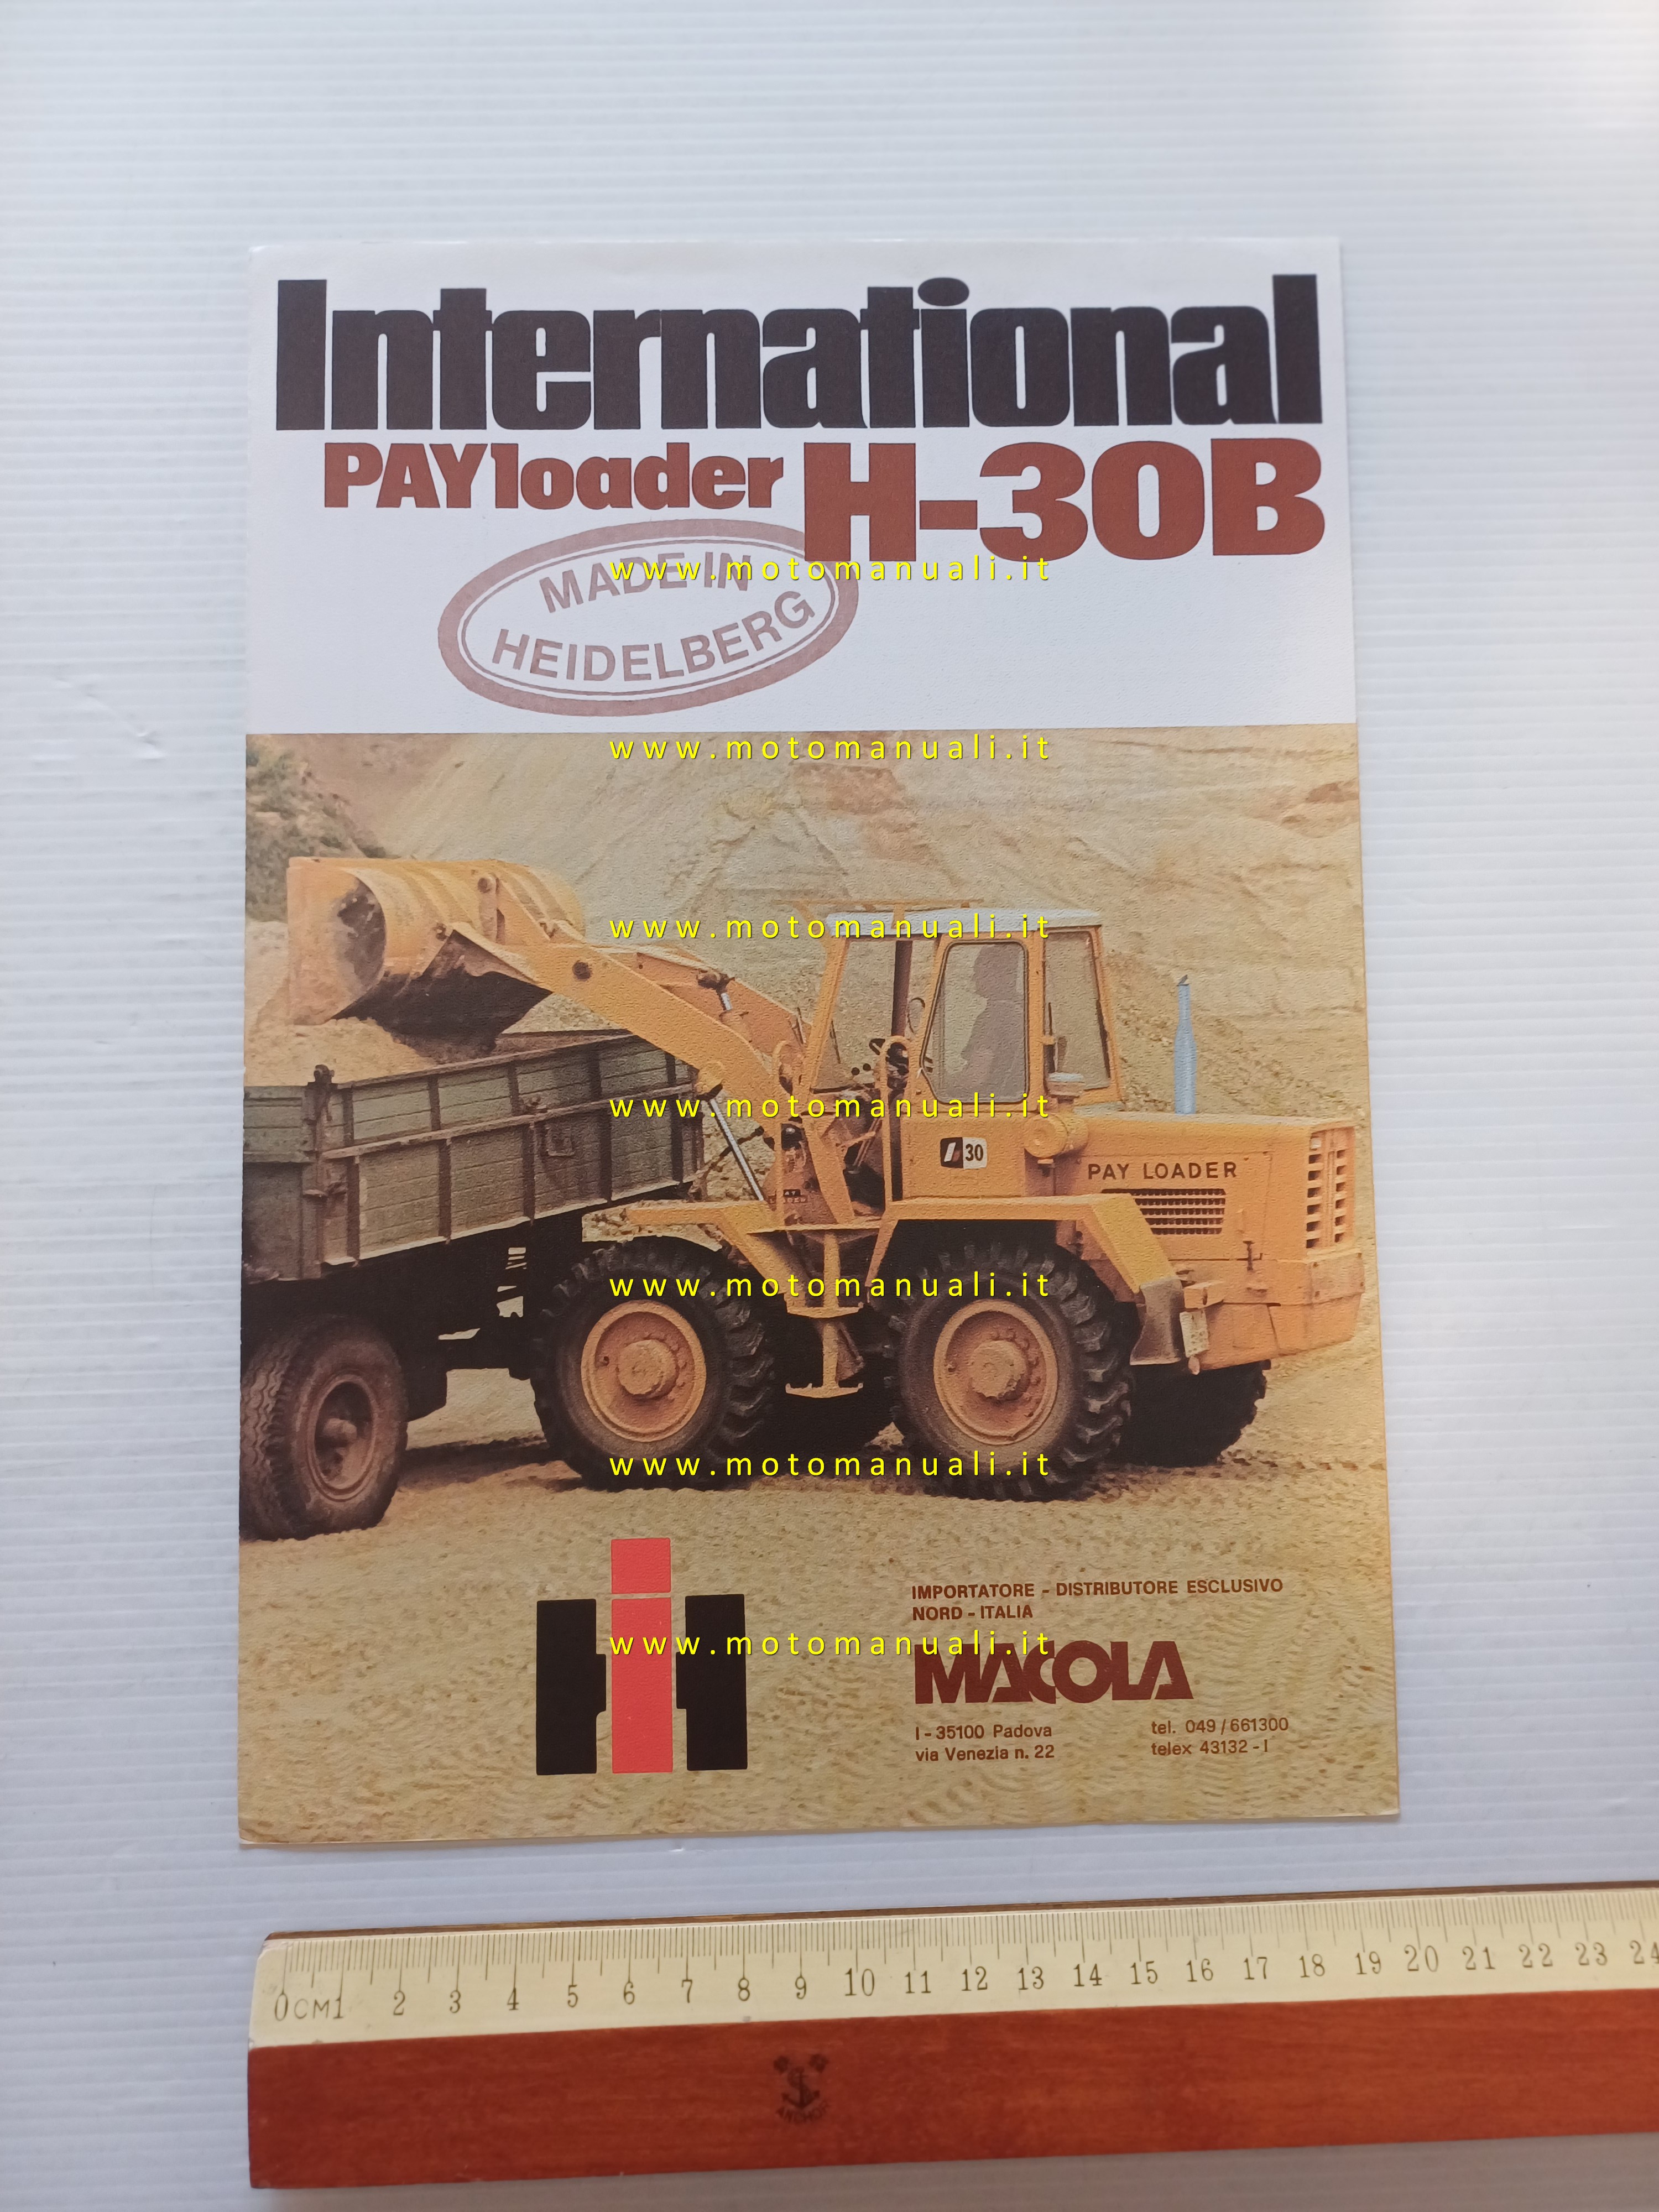 International
PAYloader H-30B
MADE IN
HEIDELBERG
www.motomanuali.it
www.motomanuali.it
www.motomanuali.it
www.motomanuali.it
30
PAY LOADER
www.motomanuali.it
www.motomanuali.it
IMPORTATORE - DISTRIBUTORE ESCLUSIVO
NORD - ITALIA
www.motomanuali.it
MACOLA
I - 35100 Padova
via Venezia n. 22
tel. 049 / 661300
telex 43132 - I
0CM1 2 3 4 5 6 7 8 9 10 11 12 13 14 15 16 17 18 19 20 21 22 23 24